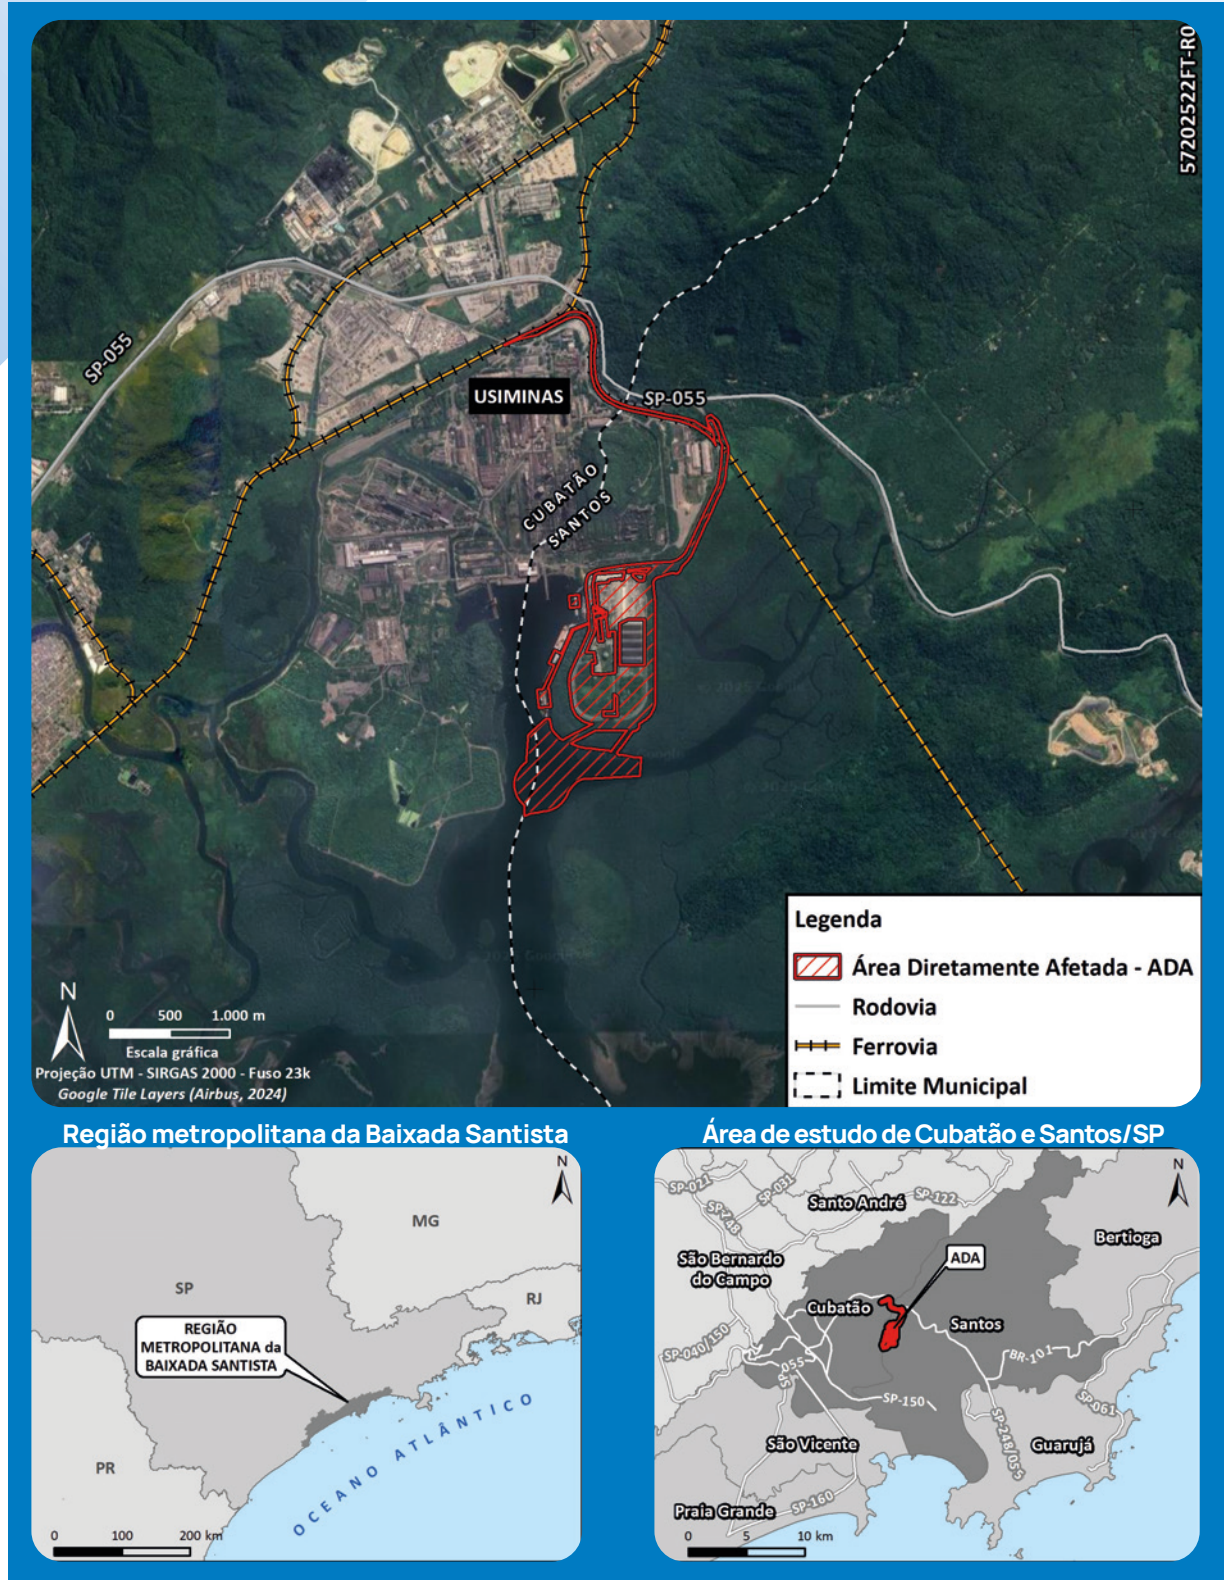 57202522FT-R0
SP-055
USIMINAS
SP-055
CUBATÃO
SANTOS
Legenda
Área Diretamente Afetada - ADA
Rodovia
Ferrovia
Limite Municipal
N
0 500 1.000 m
Escala gráfica
Projeção UTM - SIRGAS 2000 - Fuso 23k
Google Tile Layers (Airbus, 2024)
Região metropolitana da Baixada Santista
N
MG
SP
RJ
REGIÃO
METROPOLITANA da
BAIXADA SANTISTA
PR
OCEANO ATLÂNTICO
0 100 200 km
Área de estudo de Cubatão e Santos/SP
N
SP-021
SP-031
SP-122
Santo André
SP-248
Bertioga
São Bernardo
do Campo
ADA
Cubatão
Santos
SP-040/150
SP-055
BR-101
SP-150
SP-061
SP-248/055
São Vicente
Guarujá
Praia Grande
SP-160
0 5 10 km